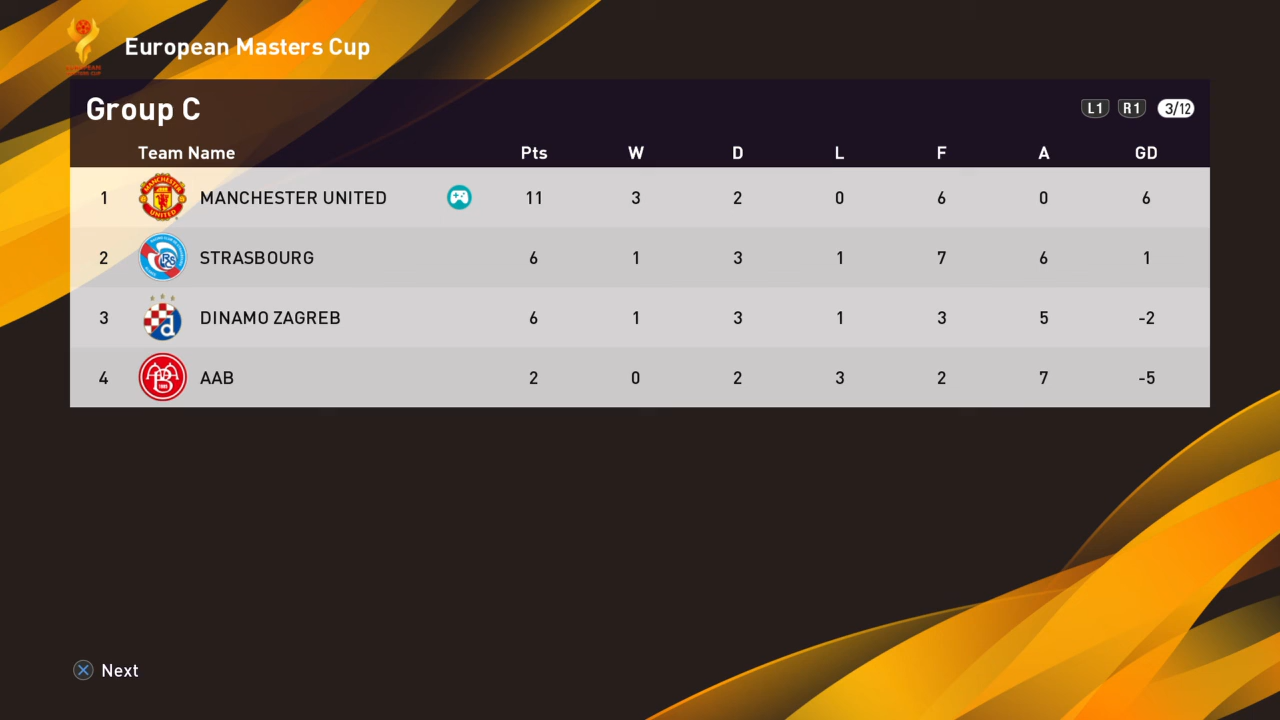 European Masters Cup
Group C
L1 R1 3/12
Team Name Pts W D L F A GD
1 MANCHESTER UNITED 11 3 2 0 6 0 6
2 STRASBOURG 6 1 3 1 7 6 1
3 DINAMO ZAGREB 6 1 3 1 3 5 -2
4 AAB 2 0 2 3 2 7 -5
Next